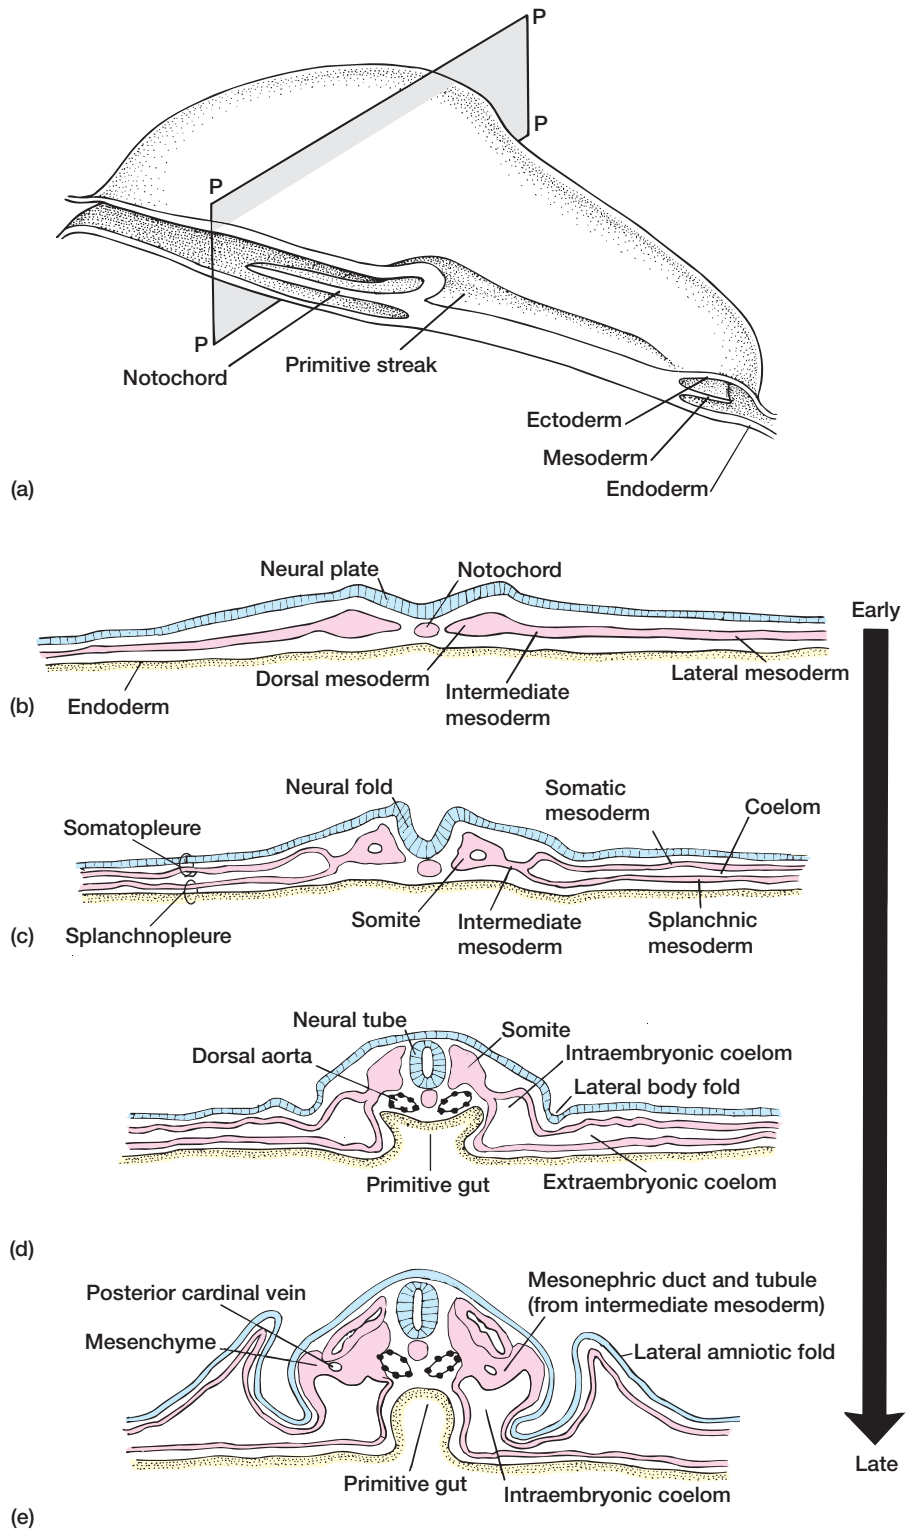 P
P
P
P
Notochord
Primitive streak
Ectoderm
Mesoderm
Endoderm
(a)
Neural plate
Notochord
Early
Dorsal mesoderm
Intermediate
mesoderm
Lateral mesoderm
Endoderm
(b)
Neural fold
Somatic
mesoderm
Coelom
Somatopleure
Somite
Intermediate
mesoderm
Splanchnic
mesoderm
Splanchnopleure
(c)
Neural tube
Somite
Dorsal aorta
Intraembryonic coelom
Lateral body fold
Primitive gut
Extraembryonic coelom
(d)
Posterior cardinal vein
Mesonephric duct and tubule
(from intermediate mesoderm)
Mesenchyme
Lateral amniotic fold
Late
Primitive gut
Intraembryonic coelom
(e)